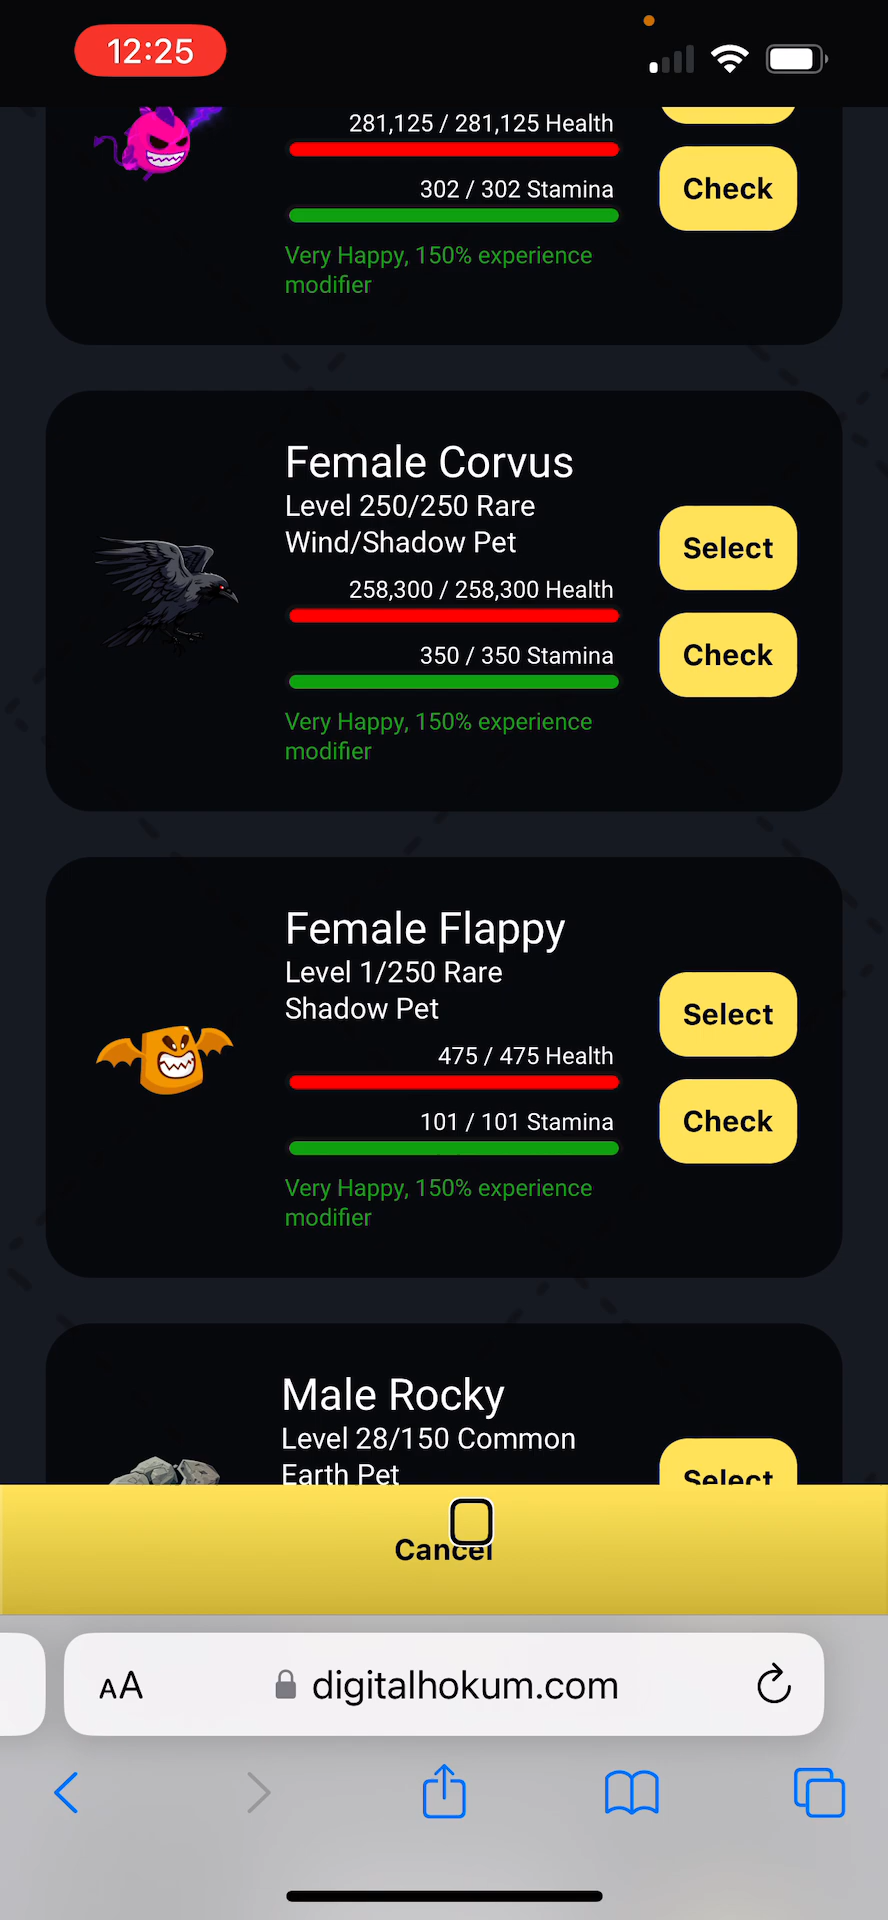 12:25
281,125 / 281,125 Health
302 / 302 Stamina
Check
Very Happy, 150% experience
modifier
Female Corvus
Level 250/250 Rare
Wind/Shadow Pet
Select
258,300 / 258,300 Health
350 / 350 Stamina
Check
Very Happy, 150% experience
modifier
Female Flappy
Level 1/250 Rare
Shadow Pet
Select
475 / 475 Health
101 / 101 Stamina
Check
Very Happy, 150% experience
modifier
Male Rocky
Level 28/150 Common
Earth Pet
Select
Cancel
AA
digitalhokum.com